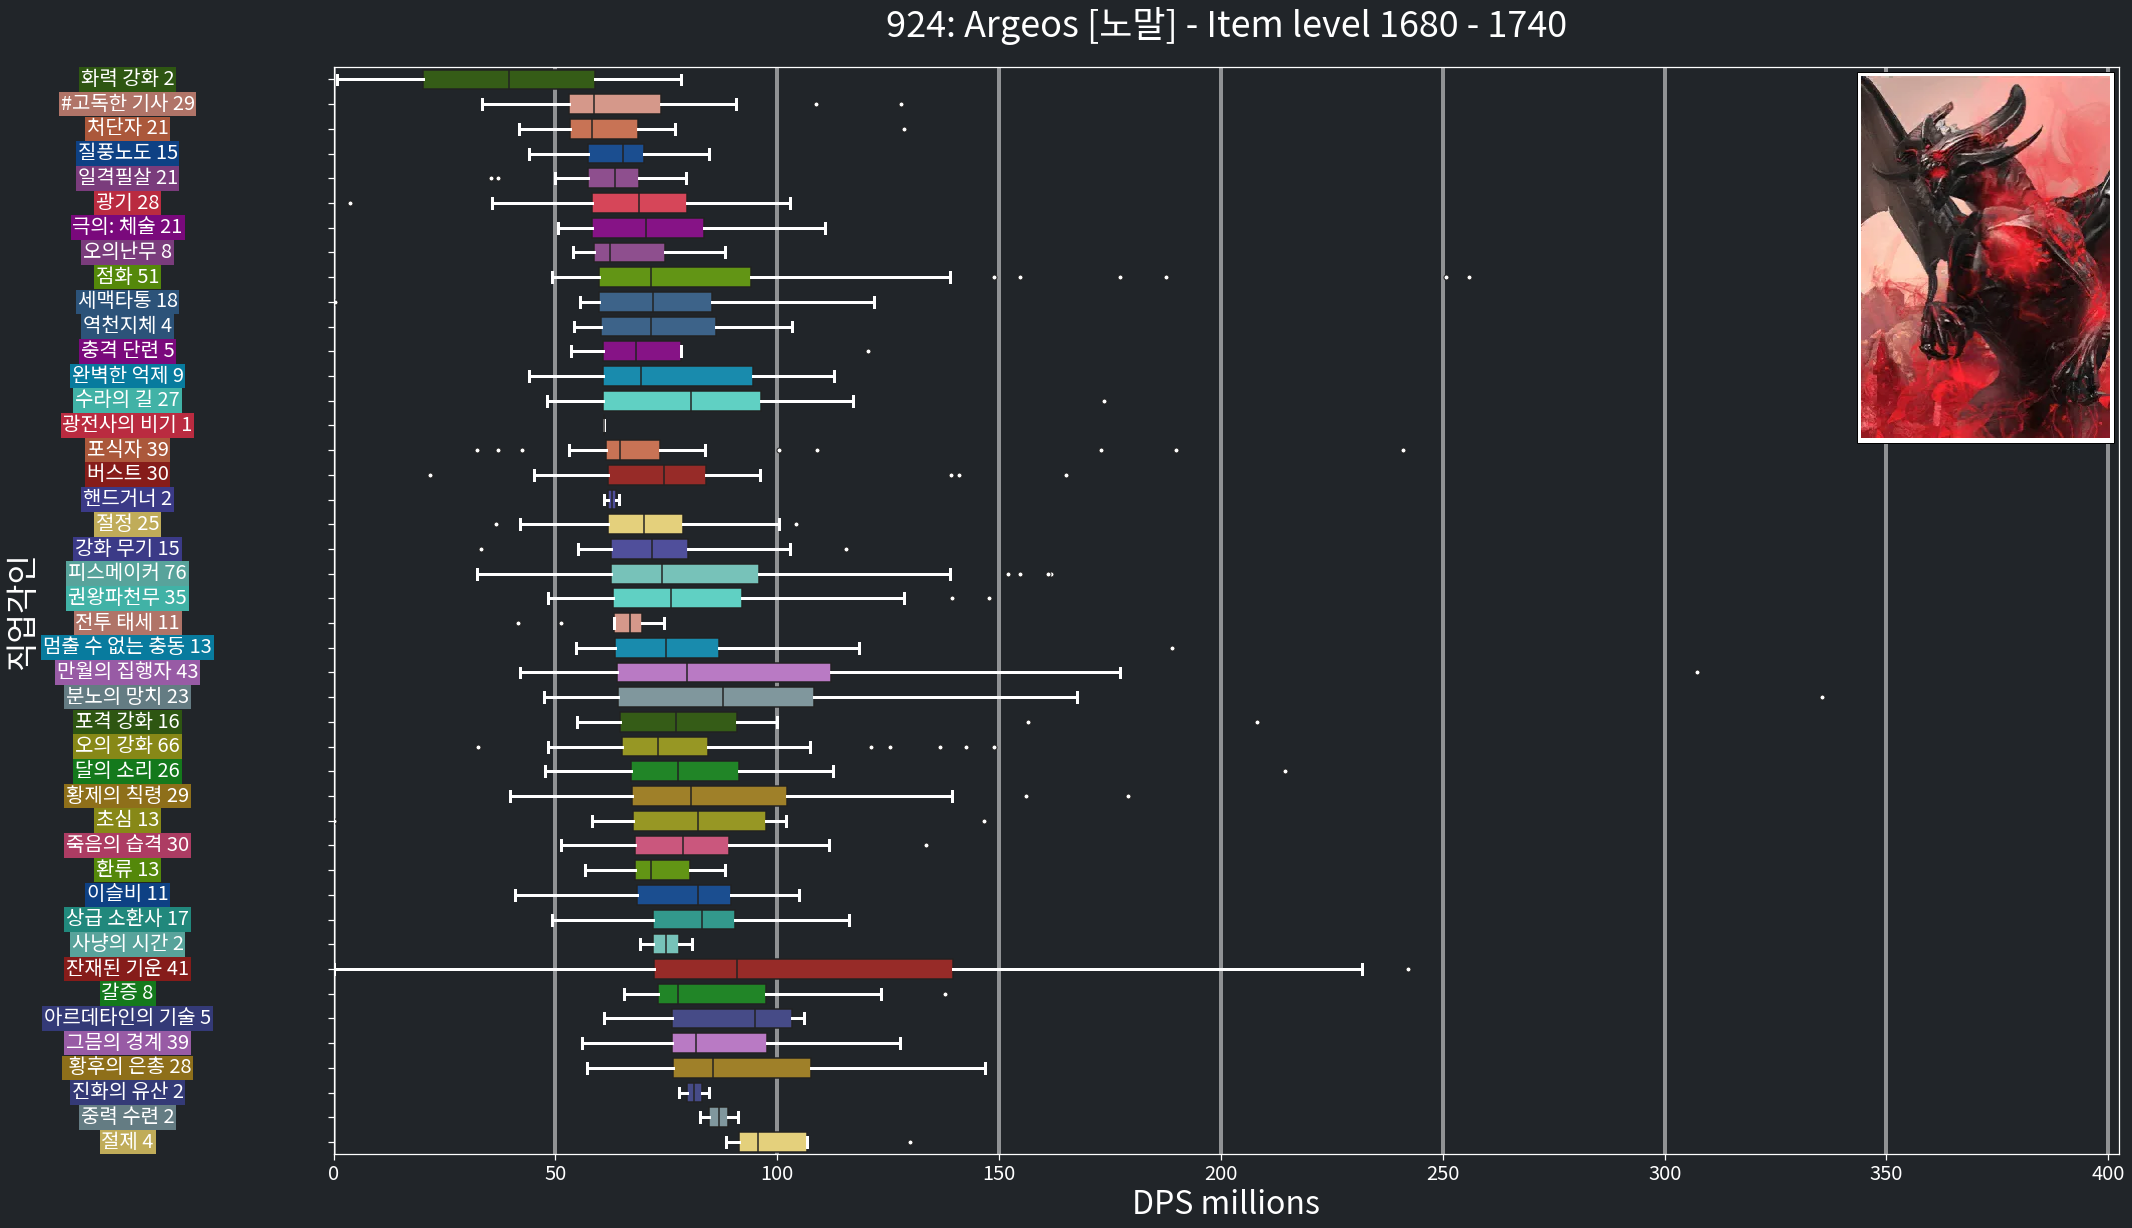 924: Argeos [노말] - Item level 1680 - 1740
화력 강화 2
#고독한 기사 29
처단자 21
질풍노도 15
일격필살 21
광기 28
극의: 체술 21
오의난무 8
점화 51
세맥타통 18
역천지체 4
충격 단련 5
완벽한 억제 9
수라의 길 27
광전사의 비기 1
포식자 39
버스트 30
핸드거너 2
절정 25
강화 무기 15
피스메이커 76
권왕파천무 35
전투 태세 11
멈출 수 없는 충동 13
만월의 집행자 43
분노의 망치 23
포격 강화 16
오의 강화 66
달의 소리 26
황제의 칙령 29
초심 13
죽음의 습격 30
환류 13
이슬비 11
상급 소환사 17
사냥의 시간 2
잔재된 기운 41
갈증 8
아르데타인의 기술 5
그믐의 경계 39
황후의 은총 28
진화의 유산 2
중력 수련 2
절제 4
직업각인
0 50 100 150 200 250 300 350 400
DPS millions